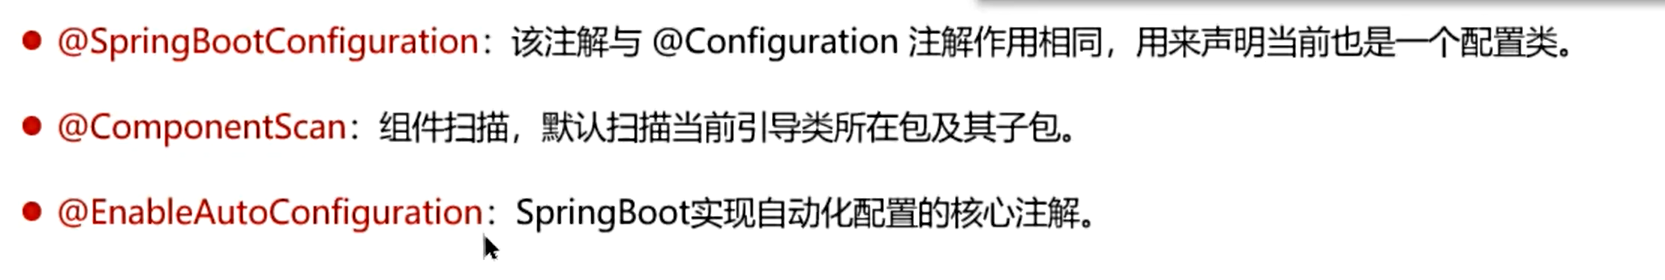 ● @SpringBootConfiguration：该注解与 @Configuration 注解作用相同，用来声明当前也是一个配置类。
● @ComponentScan：组件扫描，默认扫描当前引导类所在包及其子包。
● @EnableAutoConfiguration：SpringBoot实现自动化配置的核心注解。